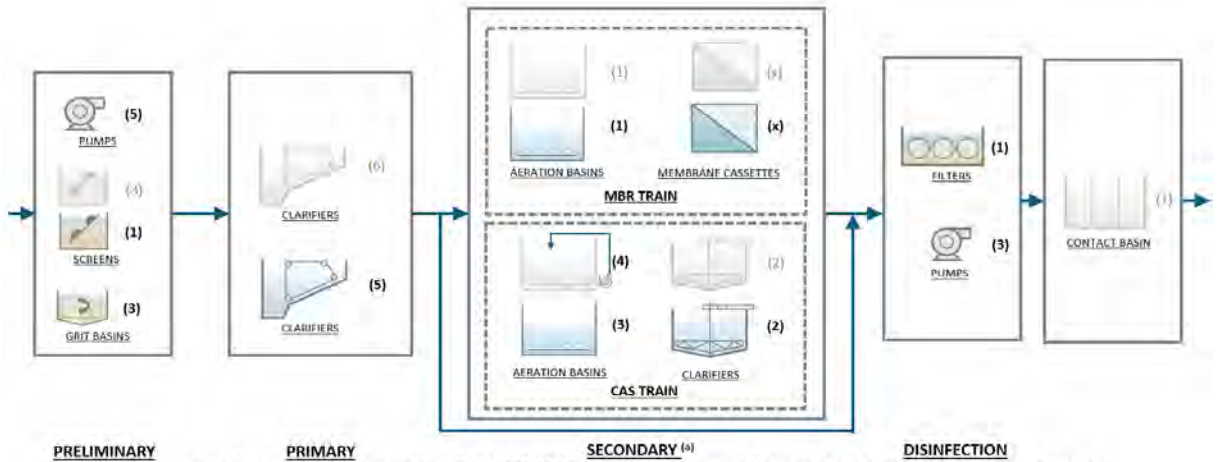 (5)
PUMPS
(1)
SCREENS
(3)
GRIT BASINS
PRELIMINARY
(6)
CLARIFIERS
(5)
CLARIFIERS
PRIMARY
(1)
(1)
AERATION BASINS
(x)
(x)
MEMBRANE CASSETTES
MBR TRAIN
(4)
(3)
AERATION BASINS
(2)
(2)
CLARIFIERS
CAS TRAIN
SECONDARY (a)
(1)
FILTERS
(3)
PUMPS
DISINFECTION
CONTACT BASIN